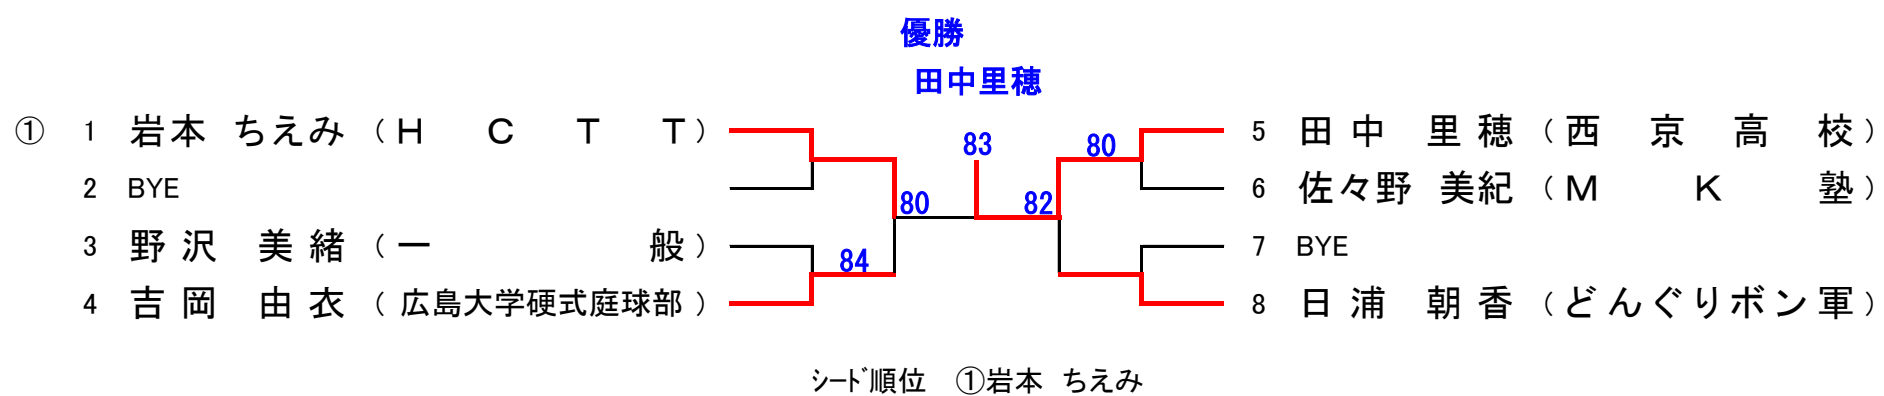 優勝
田中里穂
① 1 岩本 ちえみ (H C T T)
2 BYE
3 野沢 美緒 (一 般)
4 吉岡 由衣 (広島大学硬式庭球部)
80
84
83
80
82
5 田中 里穂 (西 京 高 校)
6 佐々野 美紀 (M K 塾)
7 BYE
8 日浦 朝香 (どんぐりボン軍)
ｼｰﾄﾞ順位 ①岩本 ちえみ